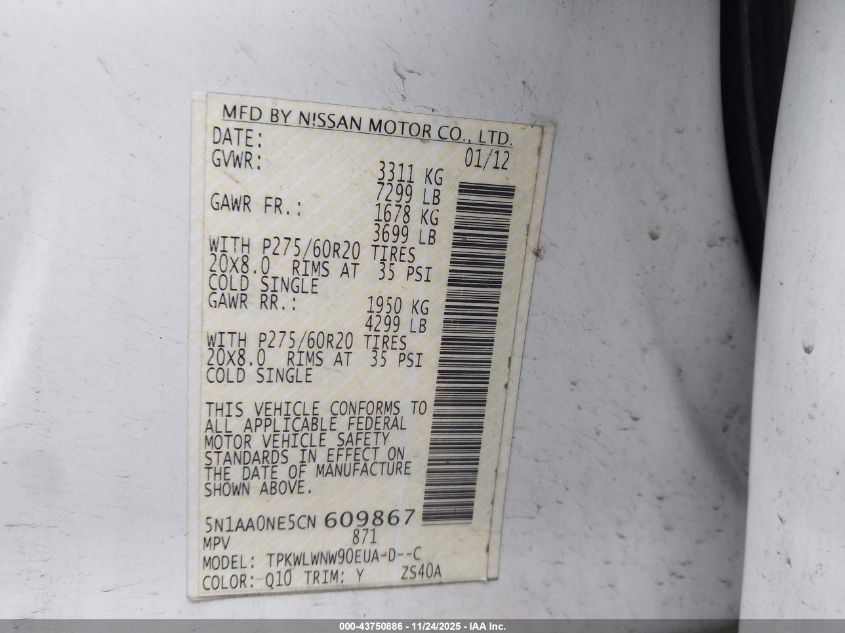 MFD BY NISSAN MOTOR CO., LTD.
DATE: 01/12
GVWR: 3311 KG
7299 LB
GAWR FR.: 1678 KG
3699 LB
WITH P275/60R20 TIRES
20X8.0 RIMS AT 35 PSI
COLD SINGLE
GAWR RR.: 1950 KG
4299 LB
WITH P275/60R20 TIRES
20X8.0 RIMS AT 35 PSI
COLD SINGLE
THIS VEHICLE CONFORMS TO
ALL APPLICABLE FEDERAL
MOTOR VEHICLE SAFETY
STANDARDS IN EFFECT ON
THE DATE OF MANUFACTURE
SHOWN ABOVE.
5N1AA0NE5CN 609867
MPV 871
MODEL: TPKWLWNW90EUA-D--C
COLOR: Q10 TRIM: Y ZS40A
000-43750886 - 11/24/2025 - IAA Inc.